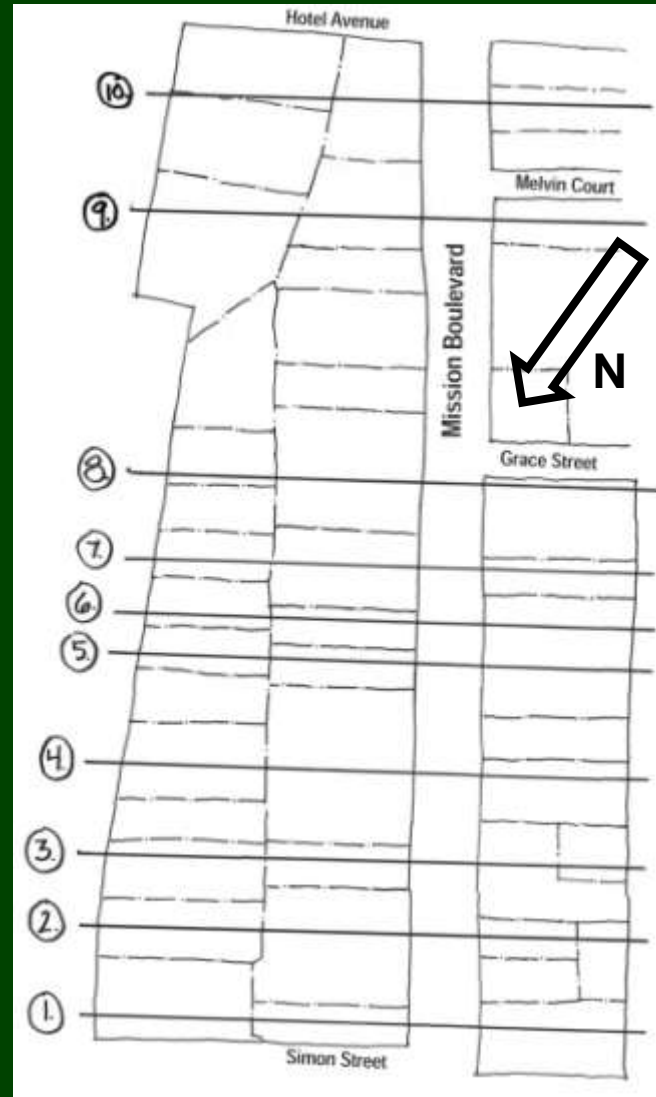 Hotel Avenue
10.
Melvin Court
9.
Mission Boulevard
N
Grace Street
8.
7.
6.
5.
4.
3.
2.
1.
Simon Street